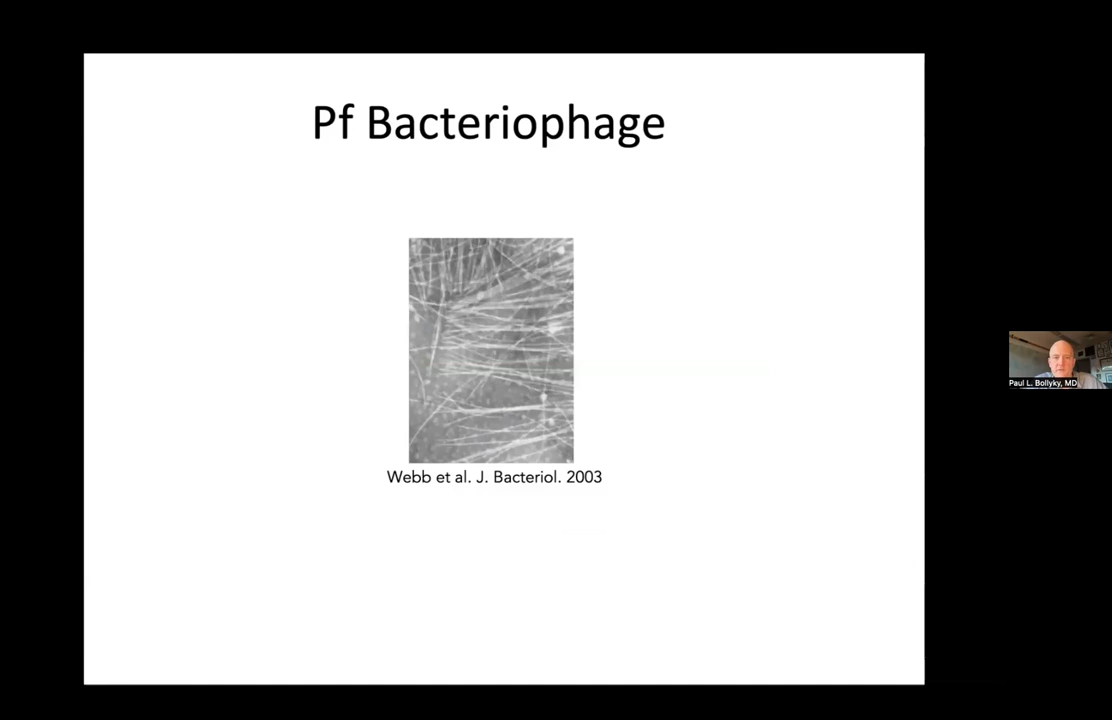 Pf Bacteriophage
Webb et al. J. Bacteriol. 2003
Paul L. Bollyky, MD